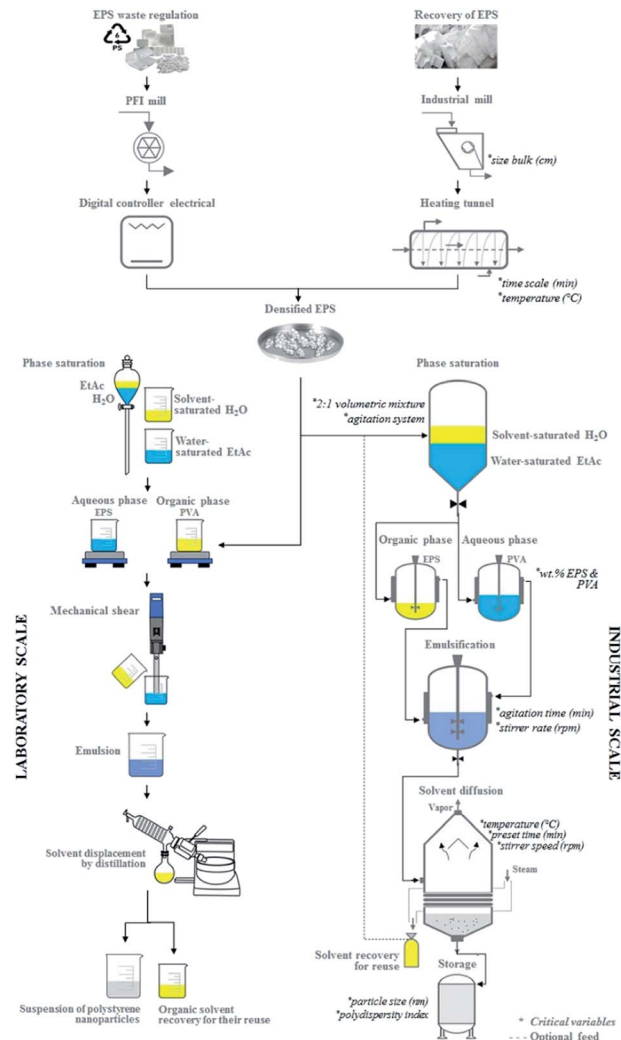 EPS waste regulation
6
PS
PFI mill
Digital controller electrical
Recovery of EPS
Industrial mill
*size bulk (cm)
Heating tunnel
*time scale (min)
*temperature (°C)
Densified EPS
Phase saturation
EtAc
H2O
Solvent-
saturated H2O
Water-
saturated EtAc
Aqueous phase
EPS
Organic phase
PVA
Mechanical shear
Emulsion
Solvent displacement
by distillation
Suspension of polystyrene
nanoparticles
Organic solvent
recovery for their reuse
LABORATORY SCALE
Phase saturation
*2:1 volumetric mixture
*agitation system
Solvent-saturated H2O
Water-saturated EtAc
Organic phase
EPS
Aqueous phase
PVA
*wt.% EPS &
PVA
Emulsification
*agitation time (min)
*stirrer rate (rpm)
Solvent diffusion
Vapor
*temperature (°C)
*preset time (min)
*stirrer speed (rpm)
Steam
Solvent recovery
for reuse
Storage
*particle size (nm)
*polydispersity index
INDUSTRIAL SCALE
* Critical variables
---- Optional feed